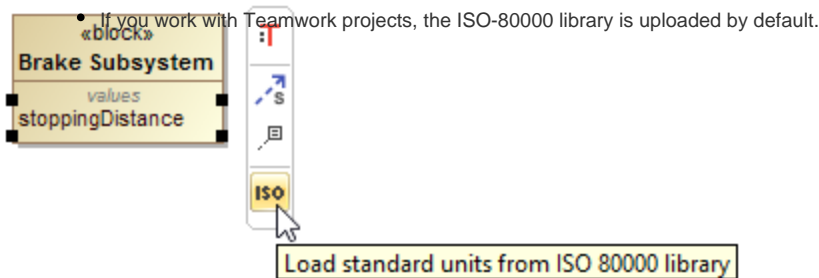 • If you work with Teamwork projects, the ISO-80000 library is uploaded by default.
«block»
Brake Subsystem
values
stoppingDistance
:T
S
ISO
Load standard units from ISO 80000 library